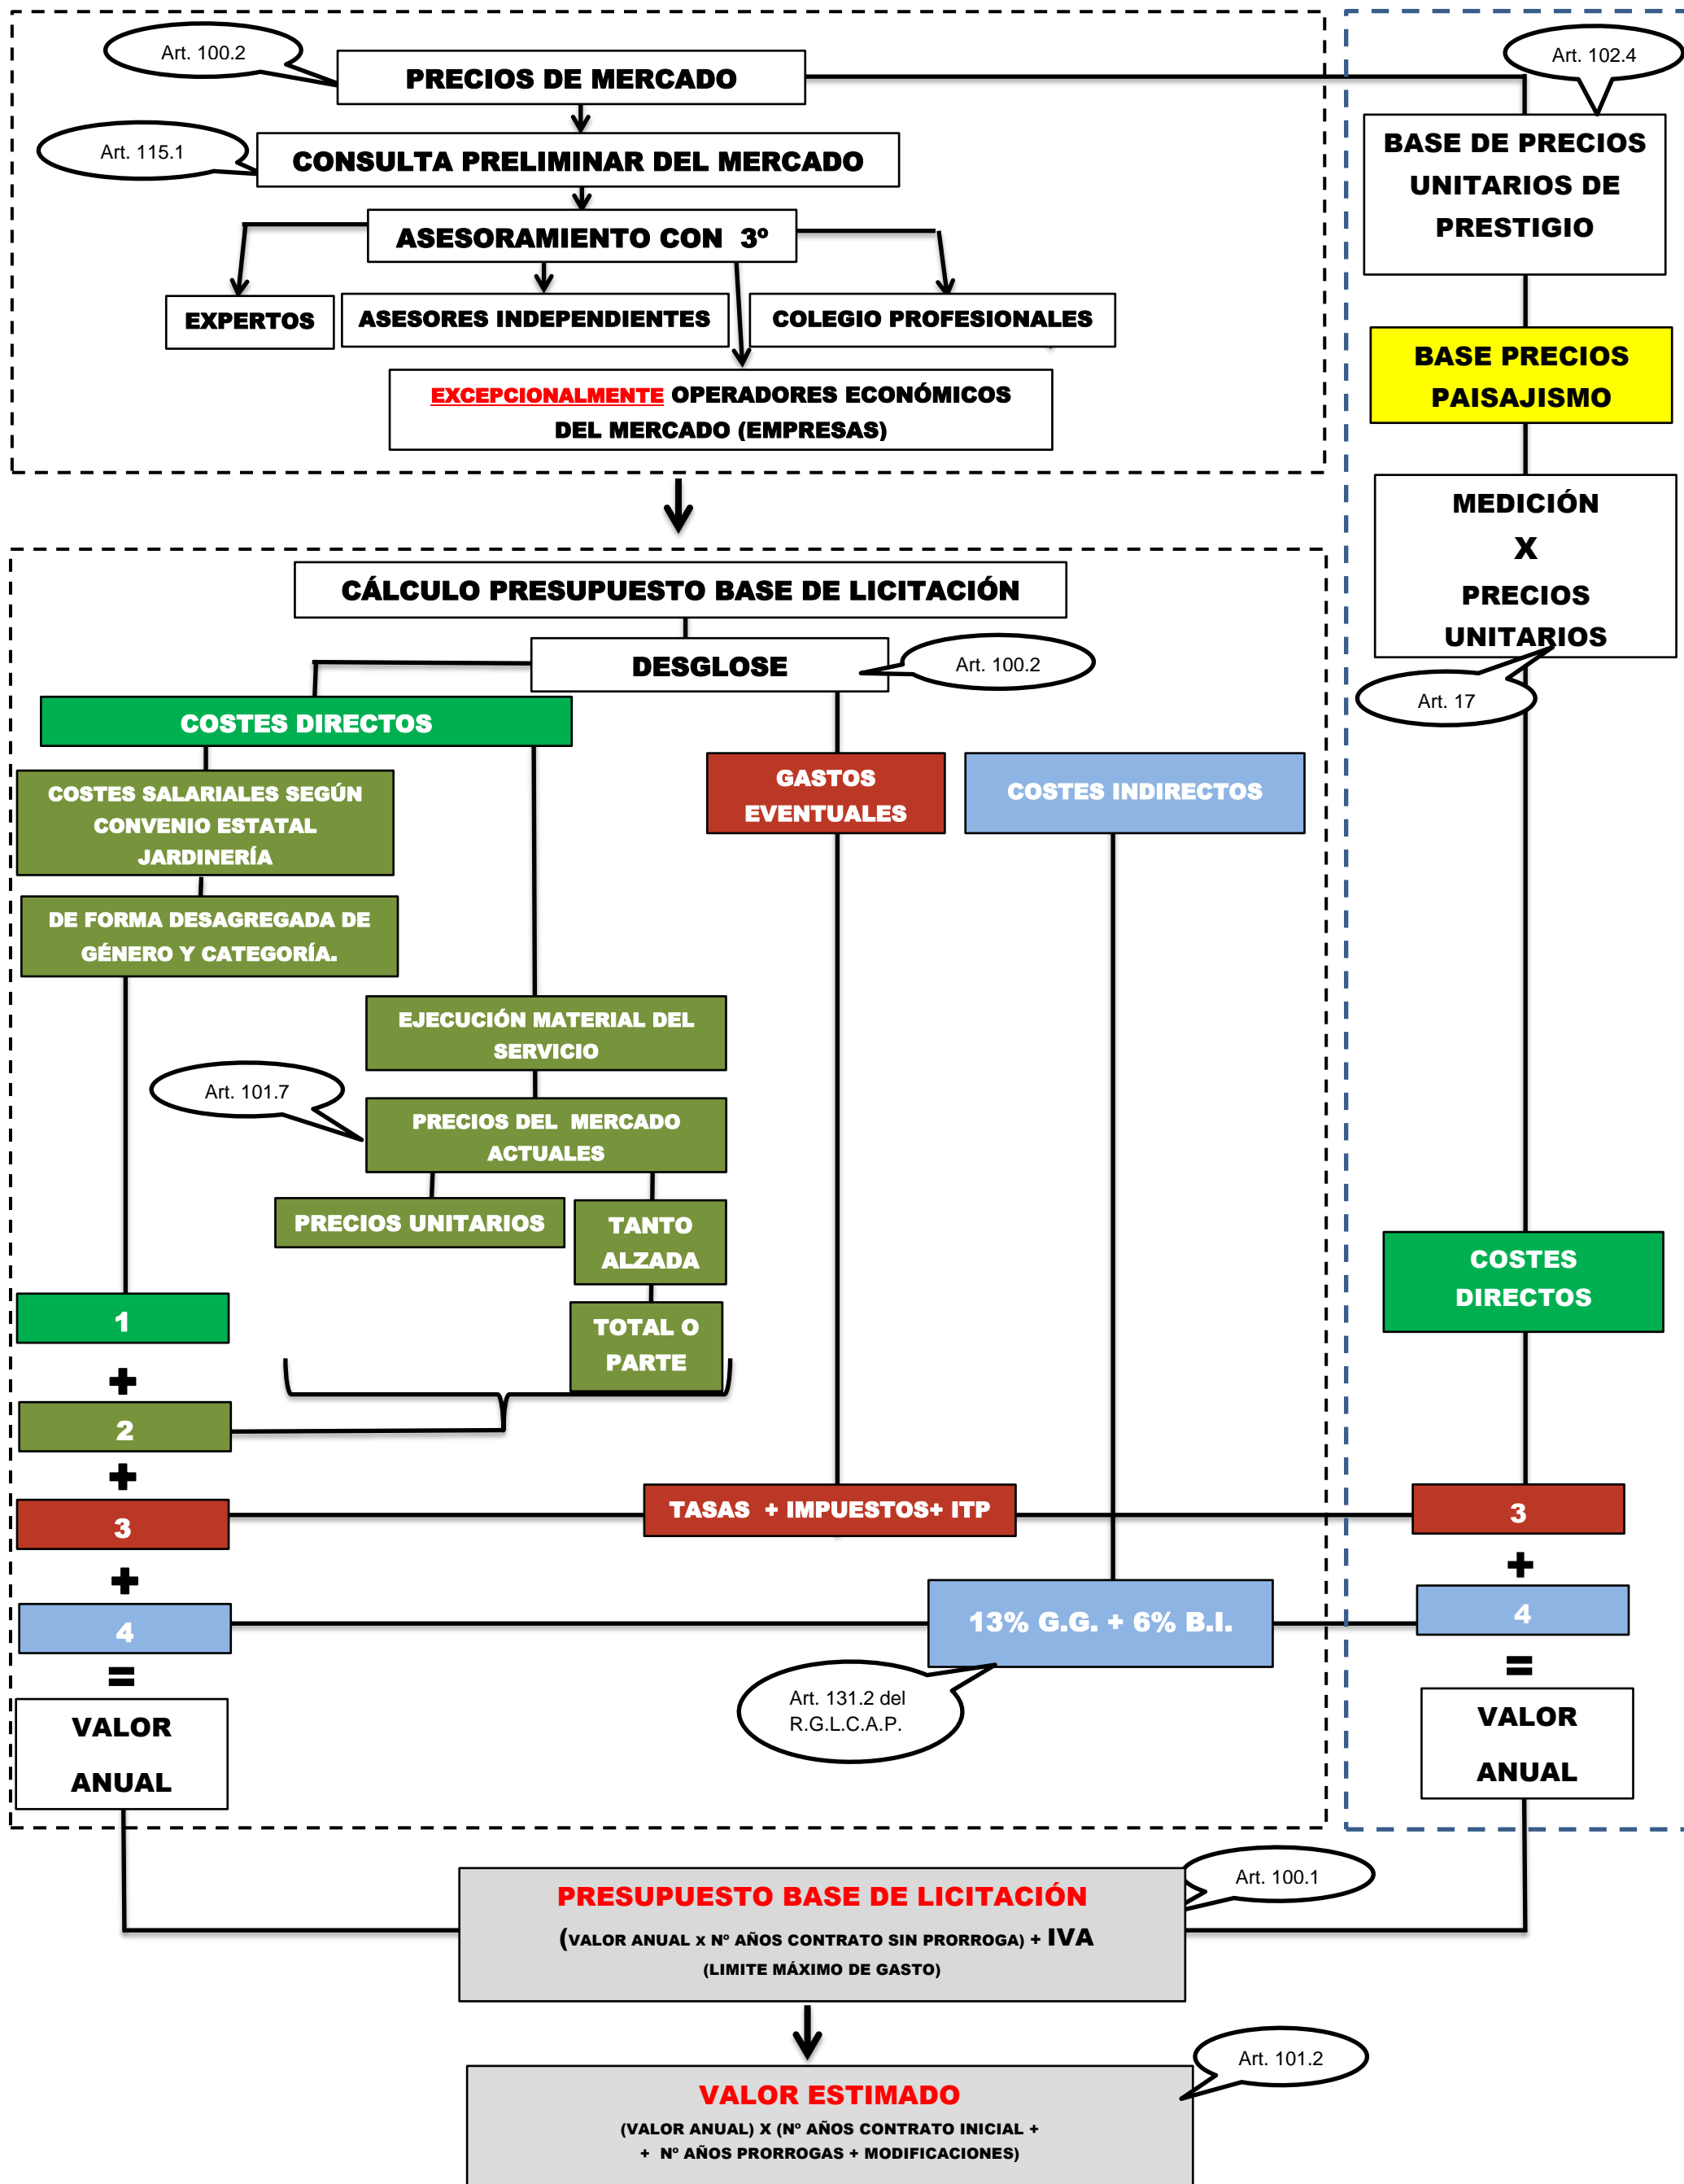 Art. 100.2
PRECIOS DE MERCADO
Art. 115.1
CONSULTA PRELIMINAR DEL MERCADO
ASESORAMIENTO CON 3º
EXPERTOS
ASESORES INDEPENDIENTES
COLEGIO PROFESIONALES
EXCEPCIONALMENTE OPERADORES ECONÓMICOS
DEL MERCADO (EMPRESAS)
Art. 102.4
BASE DE PRECIOS
UNITARIOS DE
PRESTIGIO
BASE PRECIOS
PAISAJISMO
MEDICIÓN
X
PRECIOS
UNITARIOS
Art. 17
CÁLCULO PRESUPUESTO BASE DE LICITACIÓN
DESGLOSE
Art. 100.2
COSTES DIRECTOS
COSTES SALARIALES SEGÚN
CONVENIO ESTATAL
JARDINERÍA
DE FORMA DESAGREGADA DE
GÉNERO Y CATEGORÍA.
GASTOS
EVENTUALES
COSTES INDIRECTOS
EJECUCIÓN MATERIAL DEL
SERVICIO
Art. 101.7
PRECIOS DEL MERCADO
ACTUALES
PRECIOS UNITARIOS
TANTO
ALZADA
TOTAL O
PARTE
COSTES
DIRECTOS
1
+
2
+
3
TASAS + IMPUESTOS+ ITP
3
+
+
4
13% G.G. + 6% B.I.
4
=
=
Art. 131.2 del
R.G.L.C.A.P.
VALOR
ANUAL
VALOR
ANUAL
PRESUPUESTO BASE DE LICITACIÓN
Art. 100.1
(VALOR ANUAL x Nº AÑOS CONTRATO SIN PRORROGA) + IVA
(LIMITE MÁXIMO DE GASTO)
Art. 101.2
VALOR ESTIMADO
(VALOR ANUAL) X (Nº AÑOS CONTRATO INICIAL +
+ Nº AÑOS PRORROGAS + MODIFICACIONES)